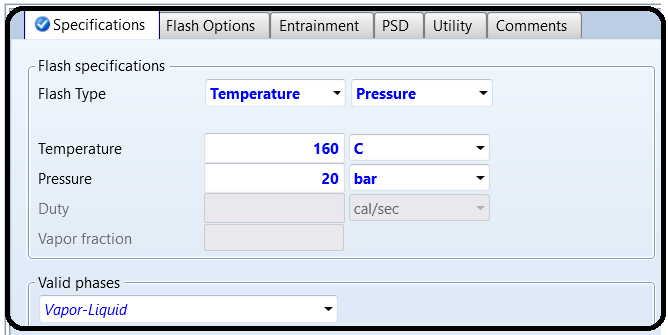 Specifications Flash Options Entrainment PSD Utility Comments
Flash specifications
Flash Type Temperature Pressure
Temperature 160 C
Pressure 20 bar
Duty cal/sec
Vapor fraction
Valid phases
Vapor-Liquid